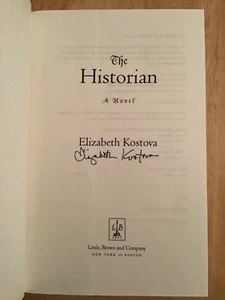 The
Historian
A Novel
Elizabeth Kostova
Elizabeth Kostova
L B
Little, Brown and Company
NEW YORK BOSTON